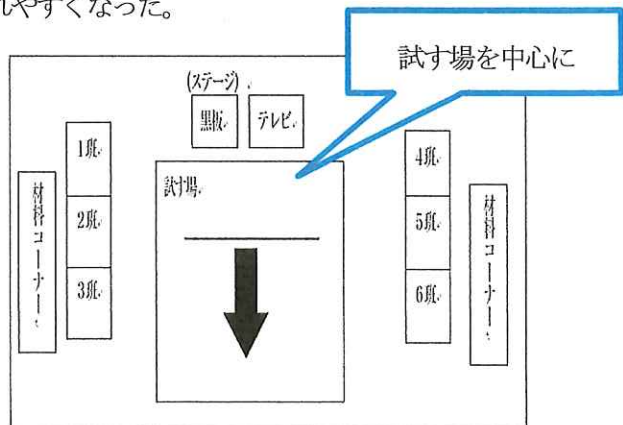 れやすくなった。
試す場を中心に
(ステージ)
黒板
テレビ
1班
2班
3班
材料コーナー
試す場
4班
5班
6班
材料コーナー